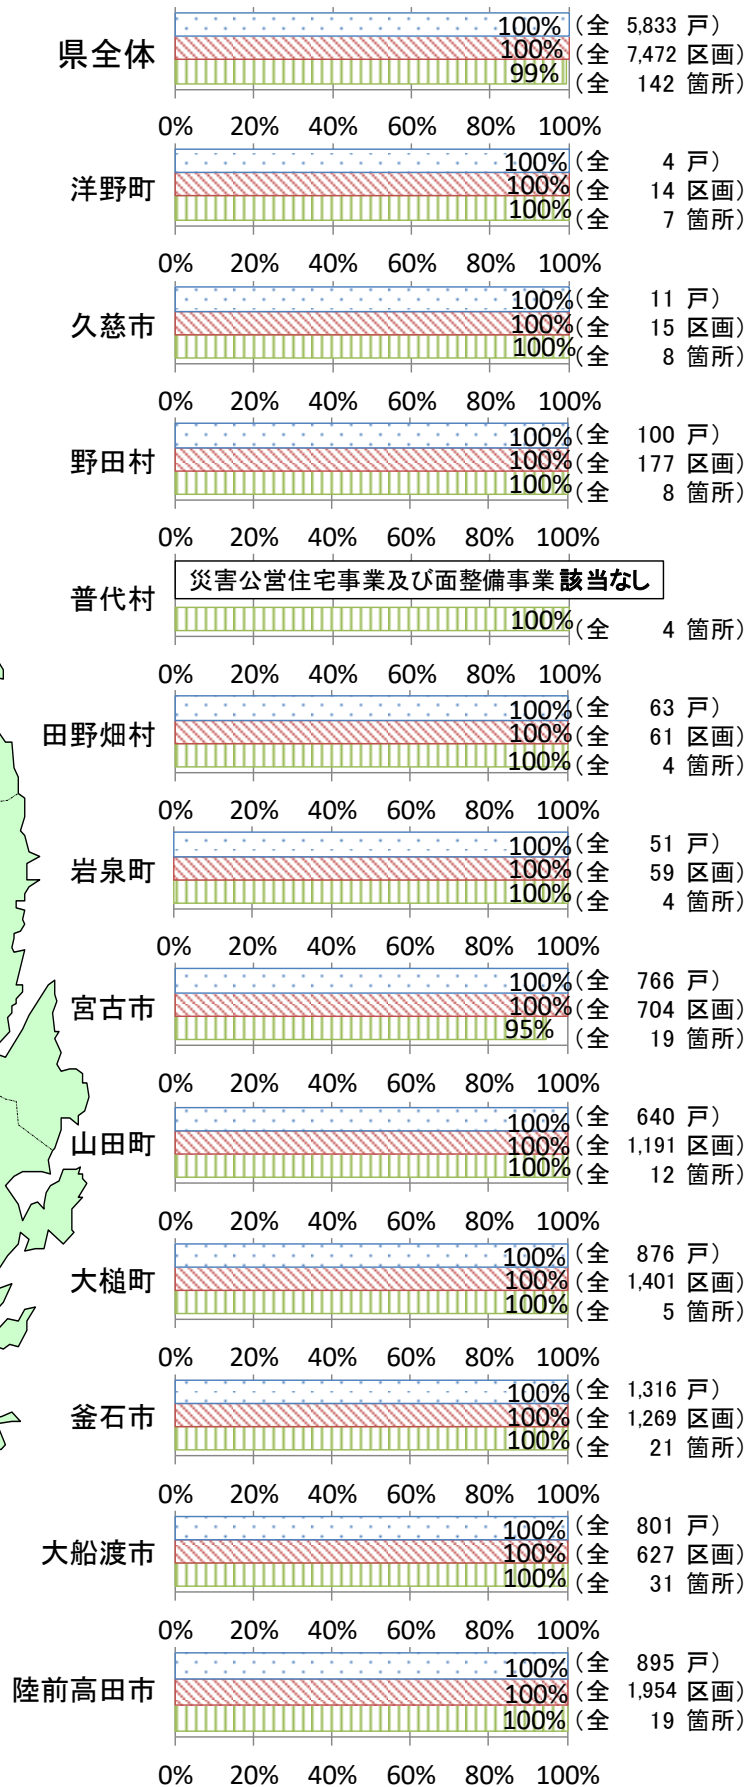 100% (全 5,833 戸)
県全体 100% (全 7,472 区画)
99% (全 142 箇所)
0% 20% 40% 60% 80% 100%
100% (全 4 戸)
洋野町 100% (全 14 区画)
100% (全 7 箇所)
0% 20% 40% 60% 80% 100%
100% (全 11 戸)
久慈市 100% (全 15 区画)
100% (全 8 箇所)
0% 20% 40% 60% 80% 100%
100% (全 100 戸)
野田村 100% (全 177 区画)
100% (全 8 箇所)
0% 20% 40% 60% 80% 100%
災害公営住宅事業及び面整備事業 該当なし
普代村
100% (全 4 箇所)
0% 20% 40% 60% 80% 100%
100% (全 63 戸)
田野畑村 100% (全 61 区画)
100% (全 4 箇所)
0% 20% 40% 60% 80% 100%
100% (全 51 戸)
岩泉町 100% (全 59 区画)
100% (全 4 箇所)
0% 20% 40% 60% 80% 100%
100% (全 766 戸)
宮古市 100% (全 704 区画)
95% (全 19 箇所)
0% 20% 40% 60% 80% 100%
100% (全 640 戸)
山田町 100% (全 1,191 区画)
100% (全 12 箇所)
0% 20% 40% 60% 80% 100%
100% (全 876 戸)
大槌町 100% (全 1,401 区画)
100% (全 5 箇所)
0% 20% 40% 60% 80% 100%
100% (全 1,316 戸)
釜石市 100% (全 1,269 区画)
100% (全 21 箇所)
0% 20% 40% 60% 80% 100%
100% (全 801 戸)
大船渡市 100% (全 627 区画)
100% (全 31 箇所)
0% 20% 40% 60% 80% 100%
100% (全 895 戸)
陸前高田市 100% (全 1,954 区画)
100% (全 19 箇所)
0% 20% 40% 60% 80% 100%